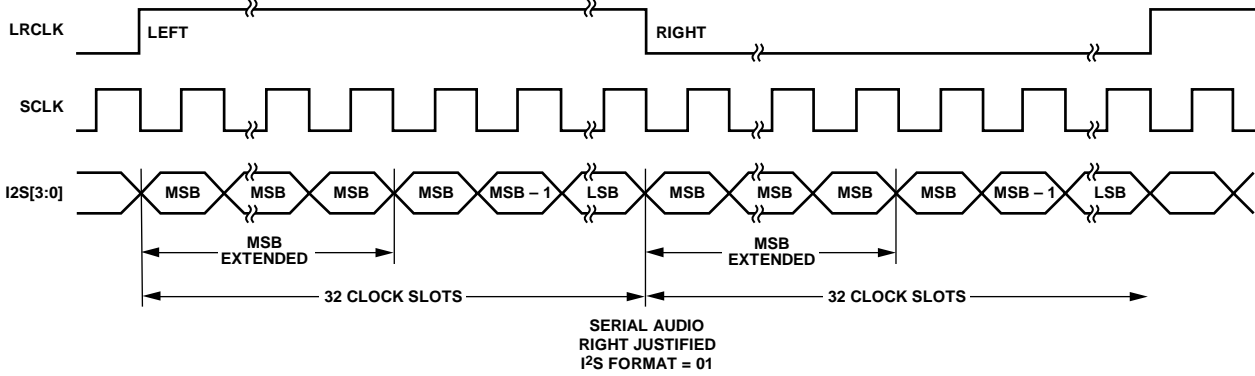 LRCLK
LEFT
RIGHT
SCLK
I2S[3:0]
MSB MSB MSB MSB MSB – 1 LSB MSB MSB MSB MSB MSB – 1 LSB
MSB
EXTENDED
MSB
EXTENDED
32 CLOCK SLOTS
32 CLOCK SLOTS
SERIAL AUDIO
RIGHT JUSTIFIED
I²S FORMAT = 01